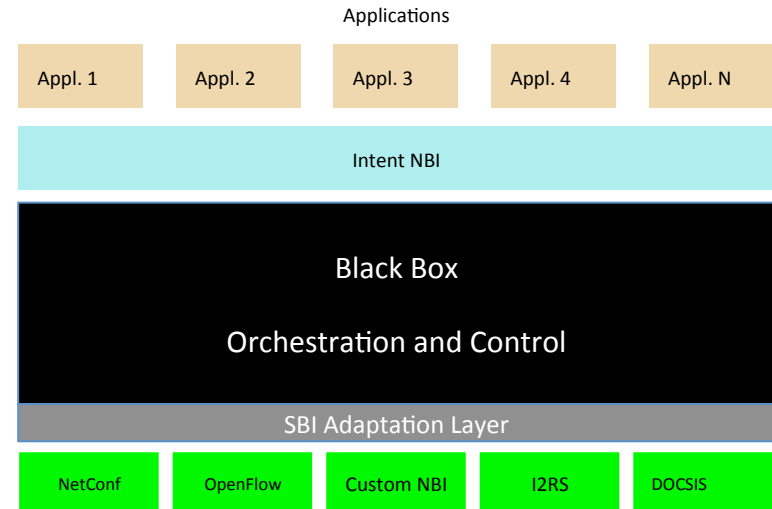 Applications
Appl. 1 Appl. 2 Appl. 3 Appl. 4 Appl. N
Intent NBI
Black Box
Orchestration and Control
SBI Adaptation Layer
NetConf OpenFlow Custom NBI I2RS DOCSIS